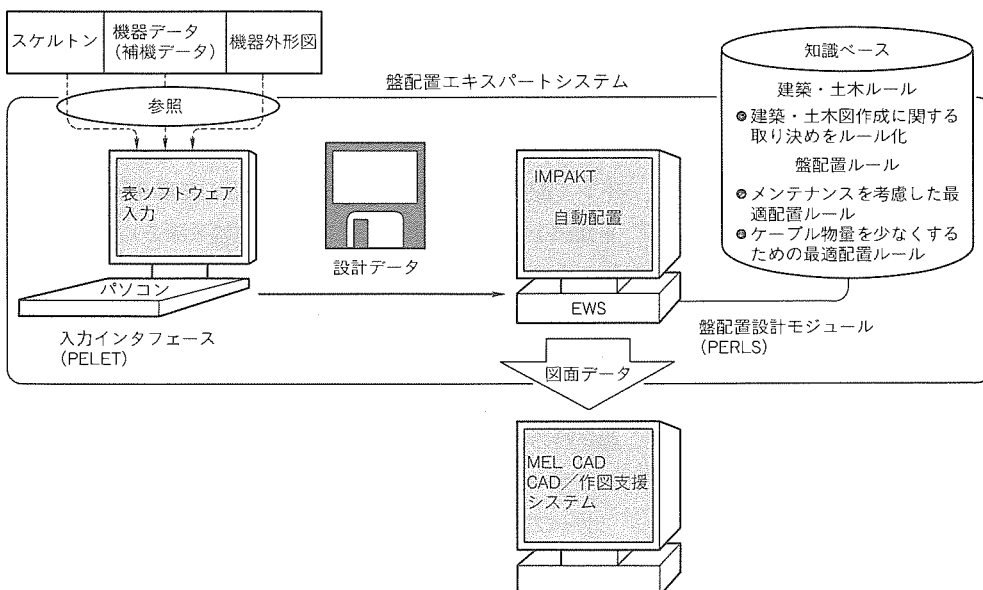 スケルトン
機器データ
(補機データ)
機器外形図
盤配置エキスパートシステム
参照
表ソフトウェア
入力
パソコン
入力インタフェース
(PELET)
設計データ
IMPAKT
自動配置
EWS
盤配置設計モジュール
(PERLS)
知識ベース
建築・土木ルール
●建築・土木図作成に関する
取り決めをルール化
盤配置ルール
●メンテナンスを考慮した最
適配置ルール
●ケーブル物量を少なくする
ための最適配置ルール
図面データ
MEL CAD
CAD/作図支援
システム